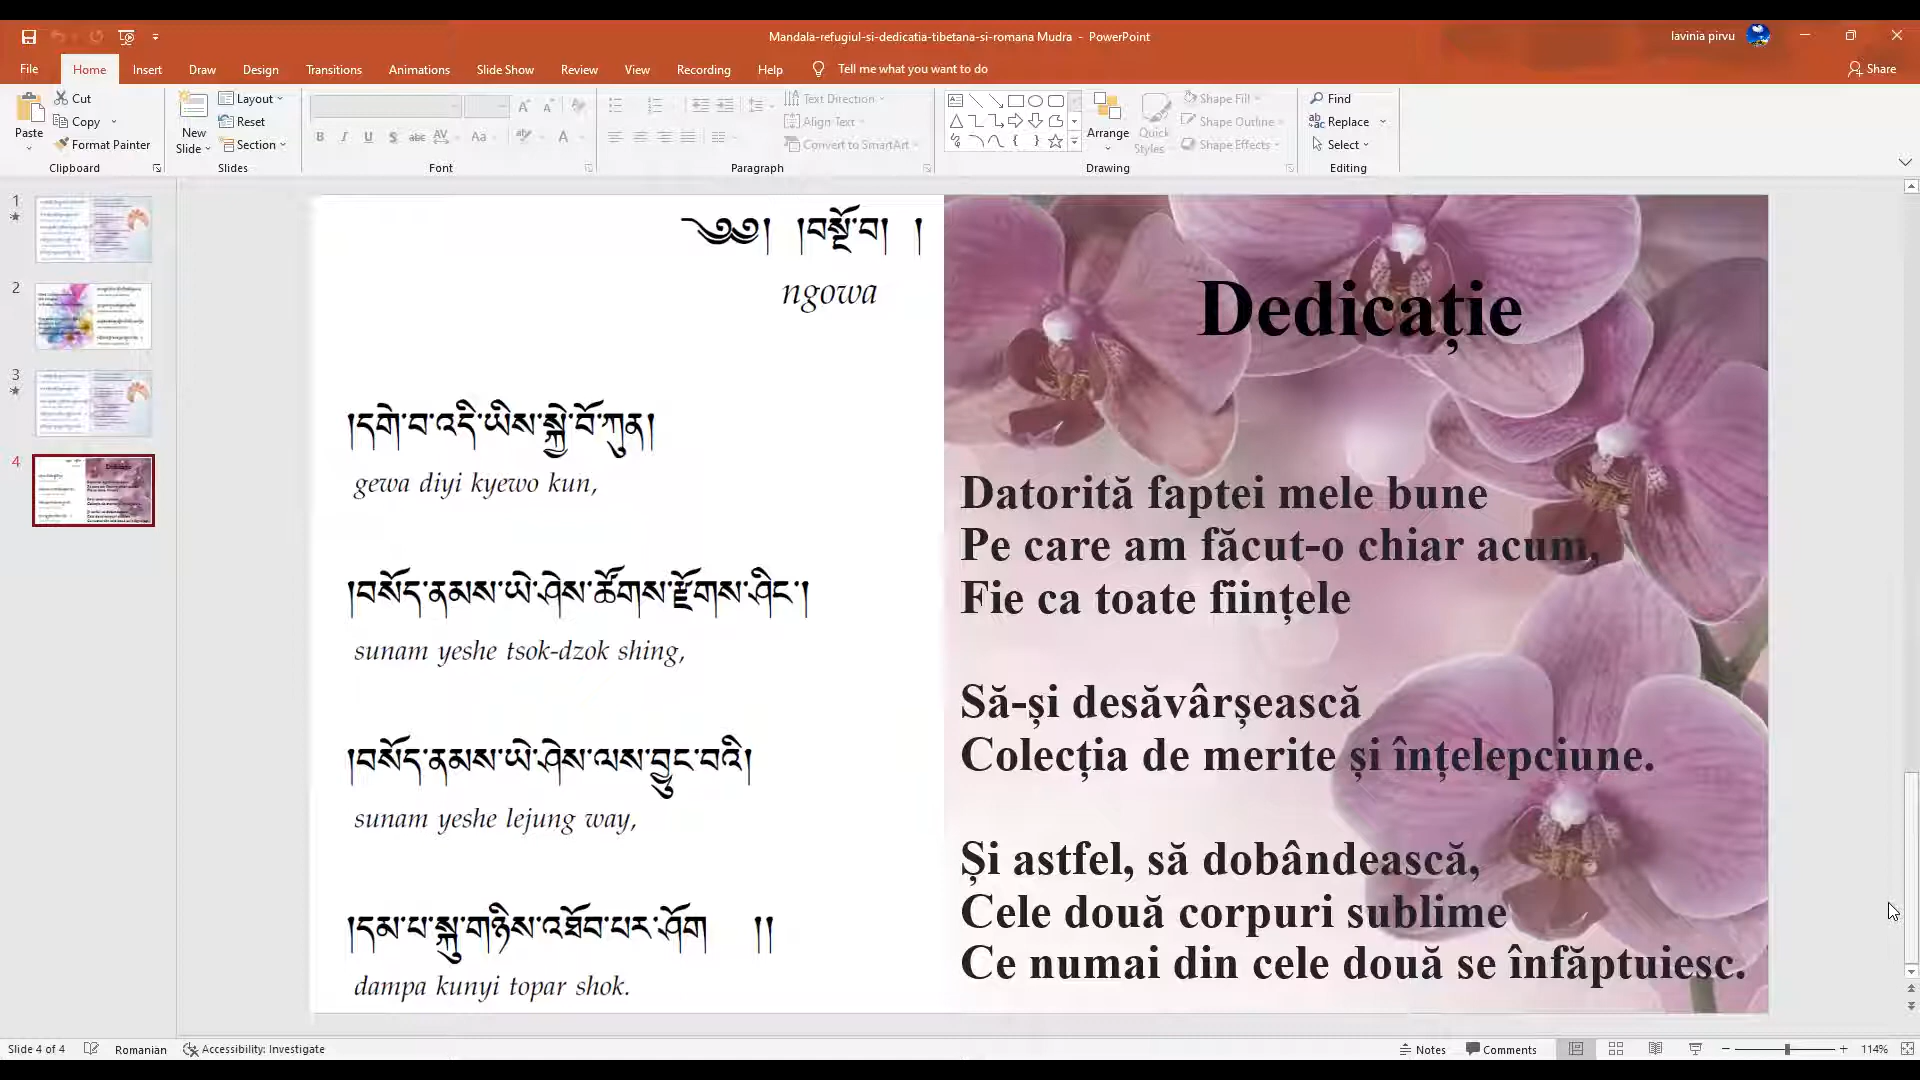 Mandala-refugiul-si-dedicatia-tibetana-si-romana Mudra - PowerPoint
lavinia pirvu
File Home Insert Draw Design Transitions Animations Slide Show Review View Recording Help Tell me what you want to do Share
Paste
Cut
Copy
Format Painter
Clipboard
New Slide
Layout
Reset
Section
Slides
Font
Text Direction
Align Text
Convert to SmartArt
Paragraph
Arrange
Quick Styles
Shape Fill
Shape Outline
Shape Effects
Drawing
Find
Replace
Select
Editing
1
2
3
4
༄༅། །བསྔོ་བ། །
ngowa
།དགེ་བ་འདི་ཡིས་སྐྱེ་བོ་ཀུན།
gewa diyi kyewo kun,
།བསོད་ནམས་ཡེ་ཤེས་ཚོགས་རྫོགས་ཤིང་།
sunam yeshe tsok-dzok shing,
།བསོད་ནམས་ཡེ་ཤེས་ལས་བྱུང་བའི།
sunam yeshe lejung way,
།དམ་པ་སྐུ་གཉིས་འཐོབ་པར་ཤོག །།
dampa kunyi topar shok.
Dedicație
Datorită faptei mele bune
Pe care am făcut-o chiar acum,
Fie ca toate ființele
Să-și desăvârșească
Colecția de merite și înțelepciune.
Și astfel, să dobândească,
Cele două corpuri sublime
Ce numai din cele două se înfăptuiesc.
Slide 4 of 4 Romanian Accessibility: Investigate Notes Comments 114%